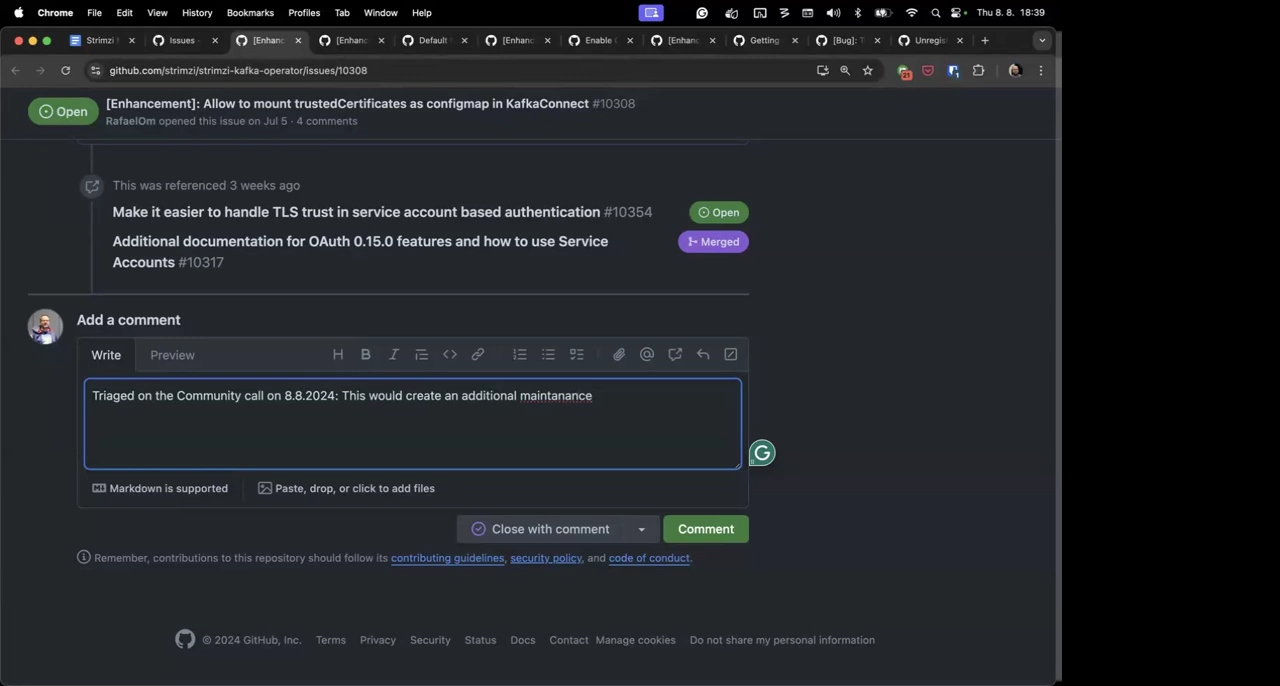 Chrome File Edit View History Bookmarks Profiles Tab Window Help Thu 8. 8. 18:39
Strimzi Issues [Enhanc [Enhanc Default [Enhanc Enable [Enhanc Getting [Bug]: T Unregis
github.com/strimzi/strimzi-kafka-operator/issues/10308
Open
[Enhancement]: Allow to mount trustedCertificates as configmap in KafkaConnect #10308
RafaelOm opened this issue on Jul 5 · 4 comments
This was referenced 3 weeks ago
Make it easier to handle TLS trust in service account based authentication #10354 Open
Additional documentation for OAuth 0.15.0 features and how to use Service Merged
Accounts #10317
Add a comment
Write Preview
Triaged on the Community call on 8.8.2024: This would create an additional maintanance
Markdown is supported Paste, drop, or click to add files
Close with comment Comment
Remember, contributions to this repository should follow its contributing guidelines, security policy, and code of conduct.
© 2024 GitHub, Inc. Terms Privacy Security Status Docs Contact Manage cookies Do not share my personal information